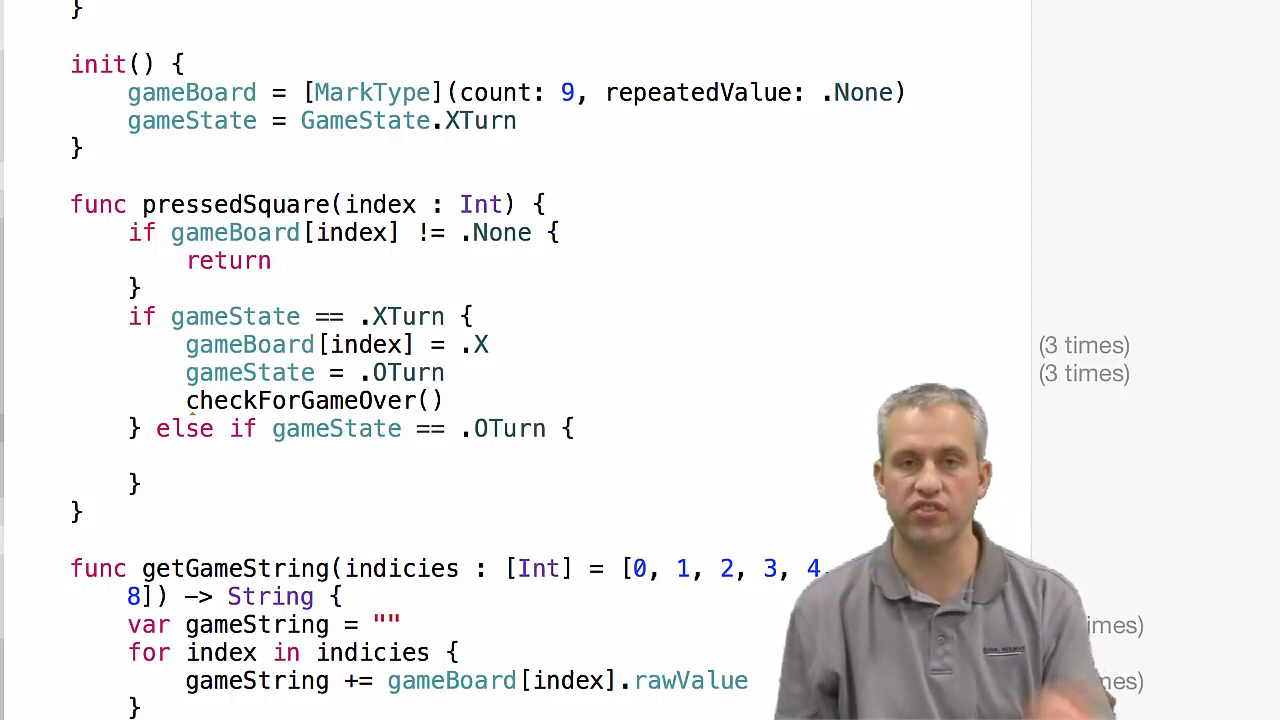 }
init() {
gameBoard = [MarkType](count: 9, repeatedValue: .None)
gameState = GameState.XTurn
}
func pressedSquare(index : Int) {
if gameBoard[index] != .None {
return
}
if gameState == .XTurn {
gameBoard[index] = .X
(3 times)
gameState = .OTurn
(3 times)
checkForGameOver()
} else if gameState == .OTurn {
}
}
func getGameString(indicies : [Int] = [0, 1, 2, 3, 4,
8]) -> String {
var gameString = ""
for index in indicies {
gameString += gameBoard[index].rawValue
}